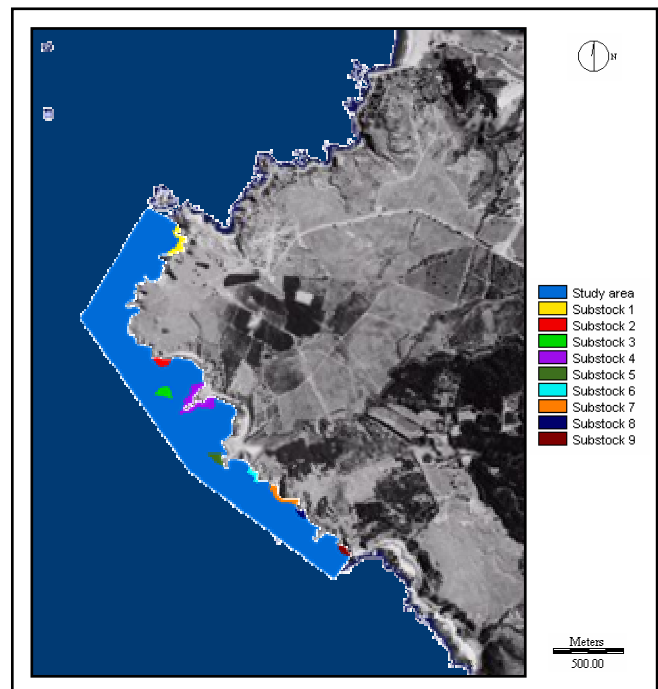 N
Study area
Substock 1
Substock 2
Substock 3
Substock 4
Substock 5
Substock 6
Substock 7
Substock 8
Substock 9
Meters
500.00